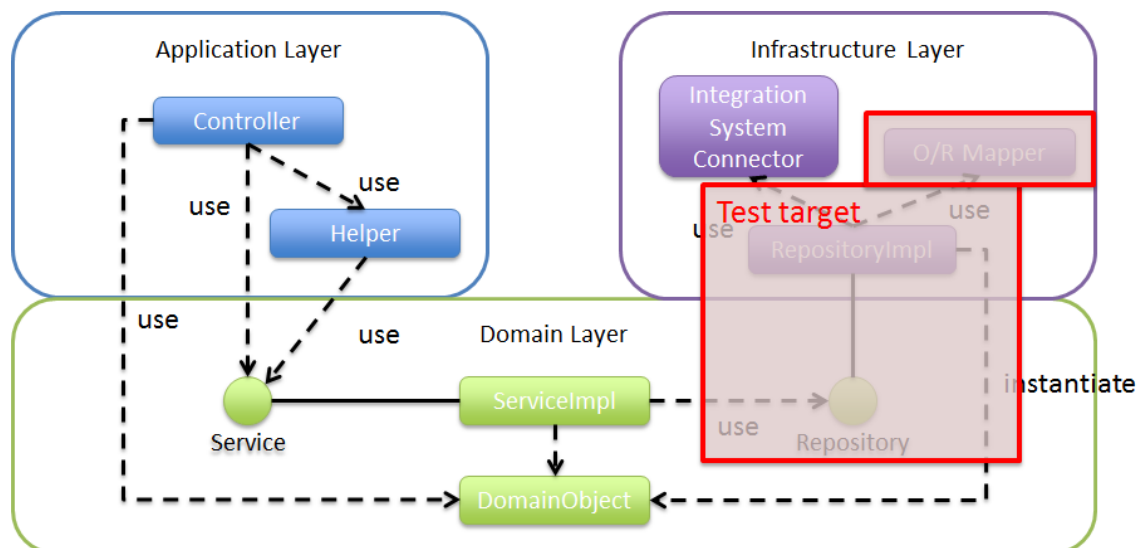 Application Layer
Infrastructure Layer
Controller
Integration
System
Connector
O/R Mapper
use
use
Helper
Test target
use
use
RepositoryImpl
use
use
Domain Layer
instantiate
ServiceImpl
use
Service
Repository
DomainObject